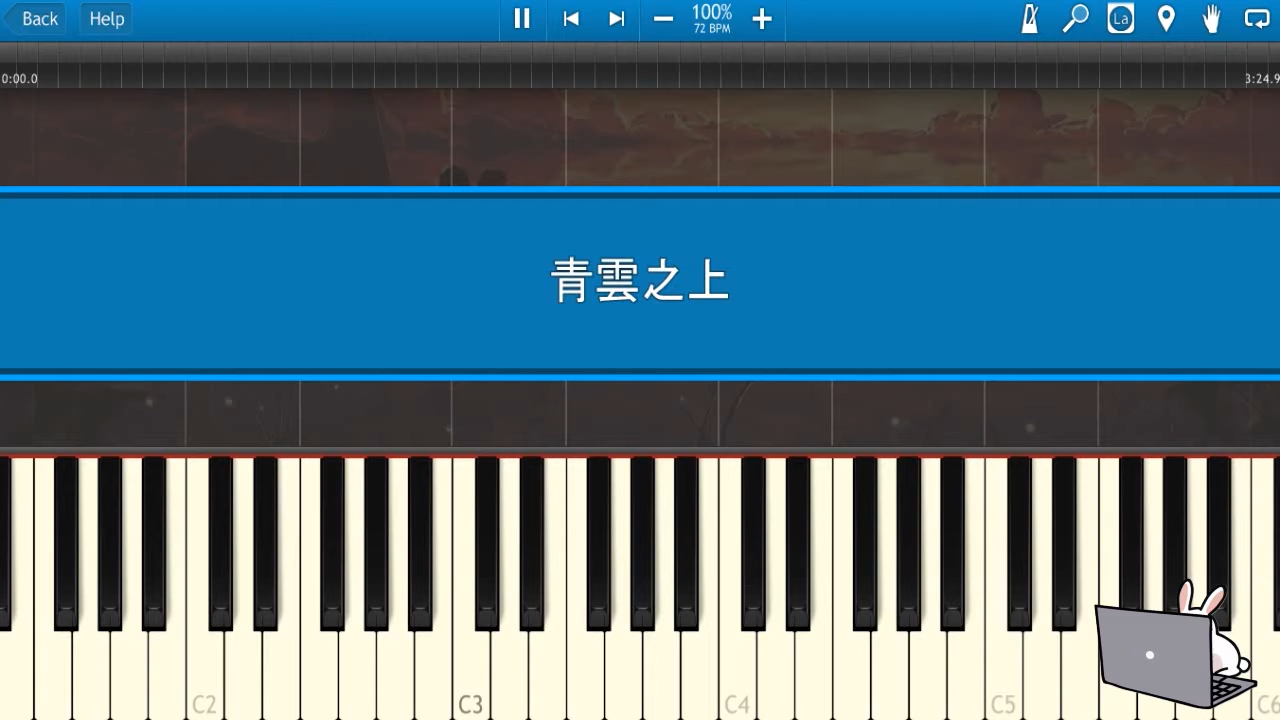 Back Help 100% La
72 BPM
0:00.0 3:24.9
青雲之上
C2 C3 C4 C5 C6